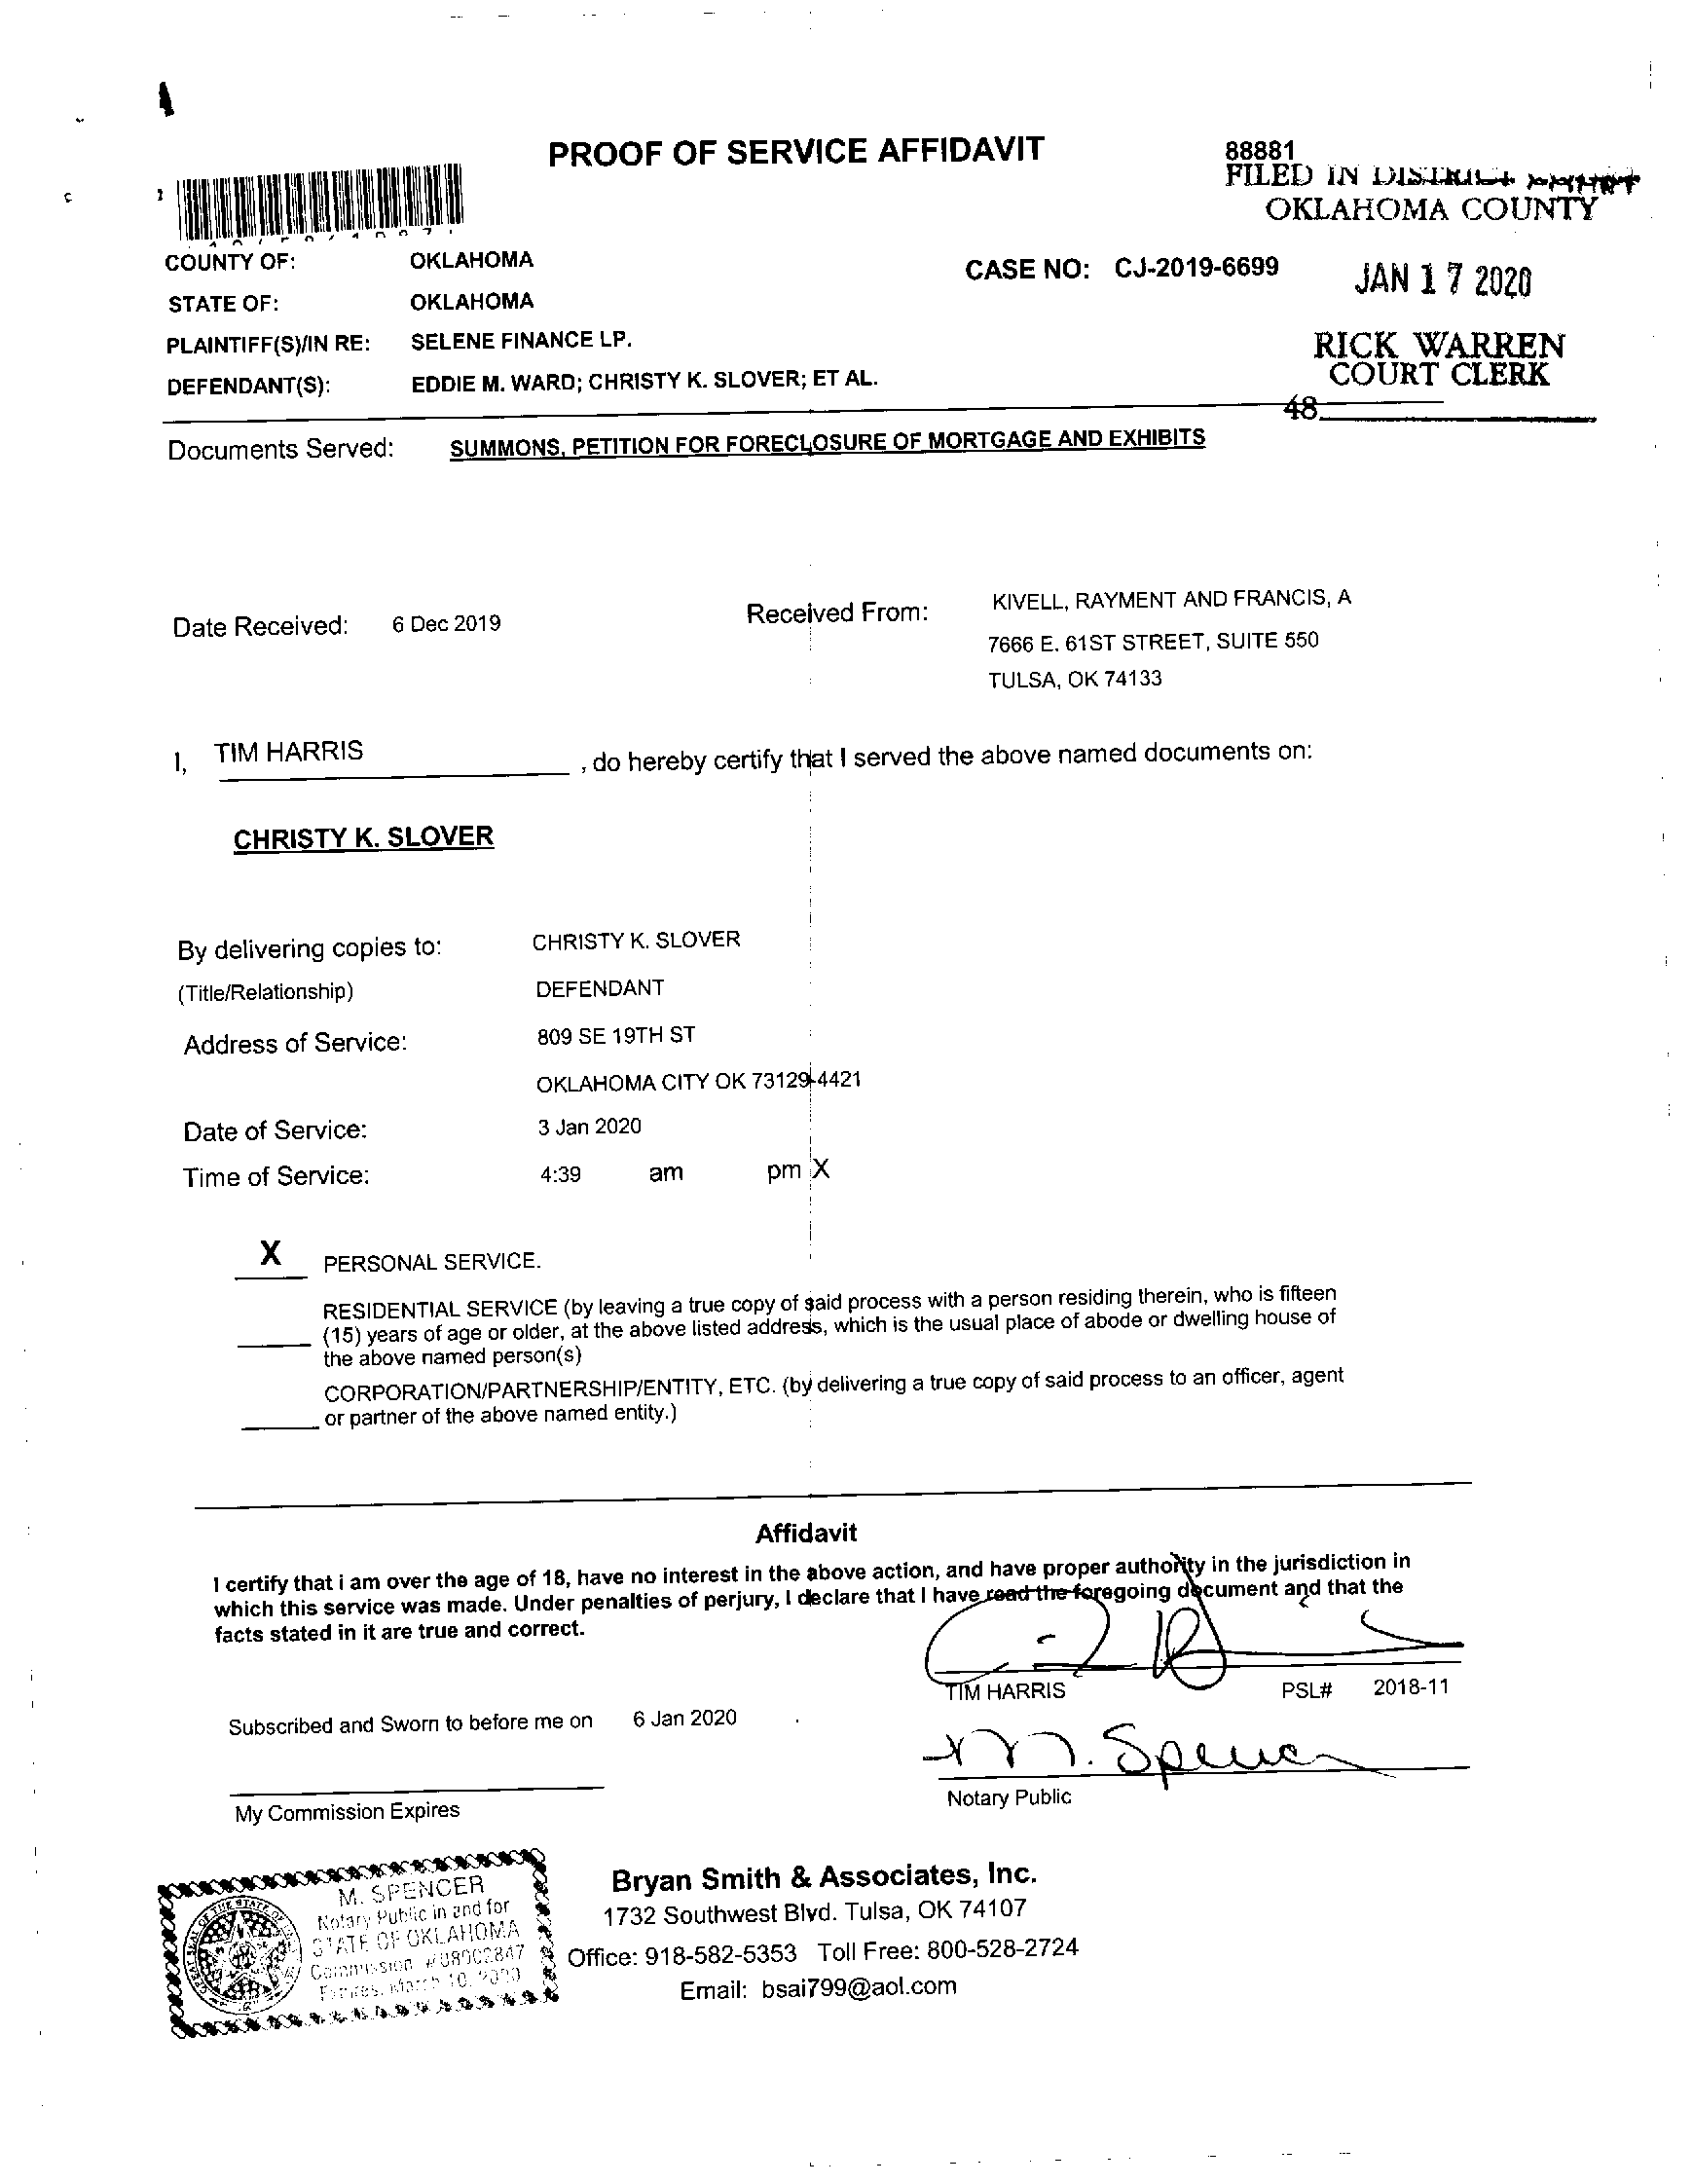 PROOF OF SERVICE AFFIDAVIT
88881
FILED IN DISTRICT COURT
OKLAHOMA COUNTY
COUNTY OF: OKLAHOMA
CASE NO: CJ-2019-6699
JAN 17 2020
STATE OF: OKLAHOMA
PLAINTIFF(S)/IN RE: SELENE FINANCE LP.
RICK WARREN
COURT CLERK
DEFENDANT(S): EDDIE M. WARD; CHRISTY K. SLOVER; ET AL.
48
Documents Served: SUMMONS, PETITION FOR FORECLOSURE OF MORTGAGE AND EXHIBITS
Date Received: 6 Dec 2019
Received From: KIVELL, RAYMENT AND FRANCIS, A
7666 E. 61ST STREET, SUITE 550
TULSA, OK 74133
I, TIM HARRIS , do hereby certify that I served the above named documents on:
CHRISTY K. SLOVER
By delivering copies to: CHRISTY K. SLOVER
(Title/Relationship) DEFENDANT
Address of Service: 809 SE 19TH ST
OKLAHOMA CITY OK 73129-4421
Date of Service: 3 Jan 2020
Time of Service: 4:39 am pm X
X PERSONAL SERVICE.
RESIDENTIAL SERVICE (by leaving a true copy of said process with a person residing therein, who is fifteen
(15) years of age or older, at the above listed address, which is the usual place of abode or dwelling house of
the above named person(s)
CORPORATION/PARTNERSHIP/ENTITY, ETC. (by delivering a true copy of said process to an officer, agent
or partner of the above named entity.)
Affidavit
I certify that i am over the age of 18, have no interest in the above action, and have proper authority in the jurisdiction in
which this service was made. Under penalties of perjury, I declare that I have read the foregoing document and that the
facts stated in it are true and correct.
TIM HARRIS PSL# 2018-11
Subscribed and Sworn to before me on 6 Jan 2020
M. Spencer
Notary Public
My Commission Expires
M. SPENCER
Notary Public in and for
STATE OF OKLAHOMA
Commission #08002847
Expires March 10, 2020
Bryan Smith & Associates, Inc.
1732 Southwest Blvd. Tulsa, OK 74107
Office: 918-582-5353 Toll Free: 800-528-2724
Email: bsai799@aol.com